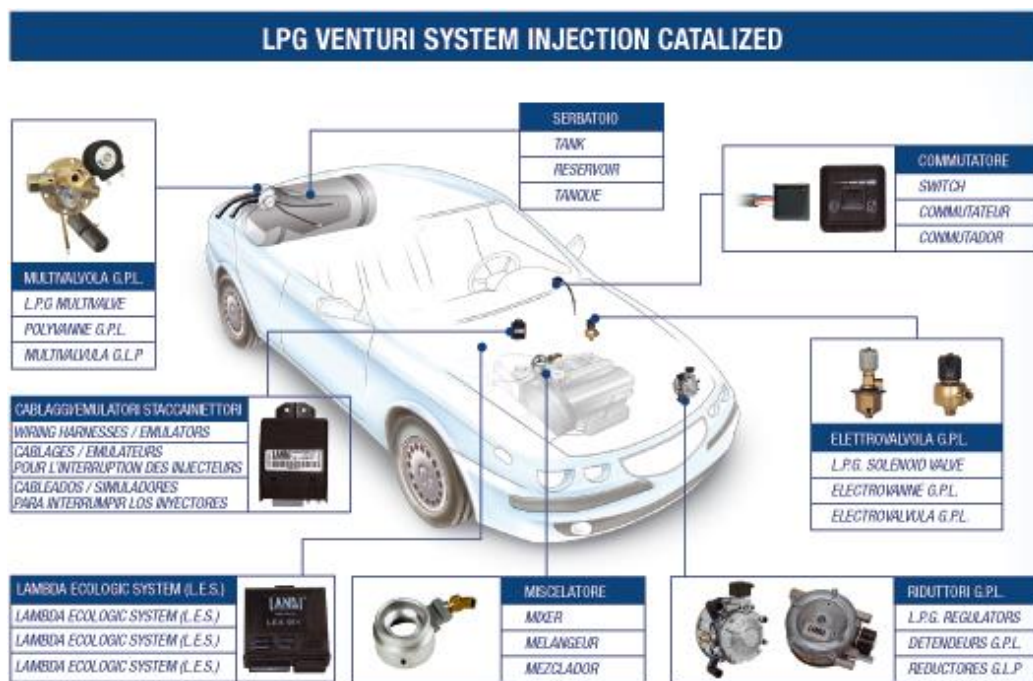 LPG VENTURI SYSTEM INJECTION CATALIZED
SERBATOIO
TANK
RESERVOIR
TANQUE
COMMUTATORE
SWITCH
COMMUTATEUR
CONMUTADOR
MULTIVALVOLA G.P.L.
L.P.G MULTIVALVE
POLYVANNE G.P.L.
MULTIVALVULA G.L.P
CABLAGGI/EMULATORI STACCAINIETTORI
WIRING HARNESSES / EMULATORS
CABLAGES / EMULATEURS
POUR L'INTERRUPTION DES INJECTEURS
CABLEADOS / SIMULADORES
PARA INTERRUMPIR LOS INYECTORES
LANDI
ELETTROVALVOLA G.P.L.
L.P.G. SOLENOID VALVE
ELECTROVANNE G.P.L.
ELECTROVALVULA G.P.L.
LAMBDA ECOLOGIC SYSTEM (L.E.S.)
LAMBDA ECOLOGIC SYSTEM (L.E.S.)
LAMBDA ECOLOGIC SYSTEM (L.E.S.)
LAMBDA ECOLOGIC SYSTEM (L.E.S.)
LANDI
MISCELATORE
MIXER
MELANGEUR
MEZCLADOR
RIDUTTORI G.P.L.
L.P.G. REGULATORS
DETENDEURS G.P.L.
REDUCTORES G.L.P